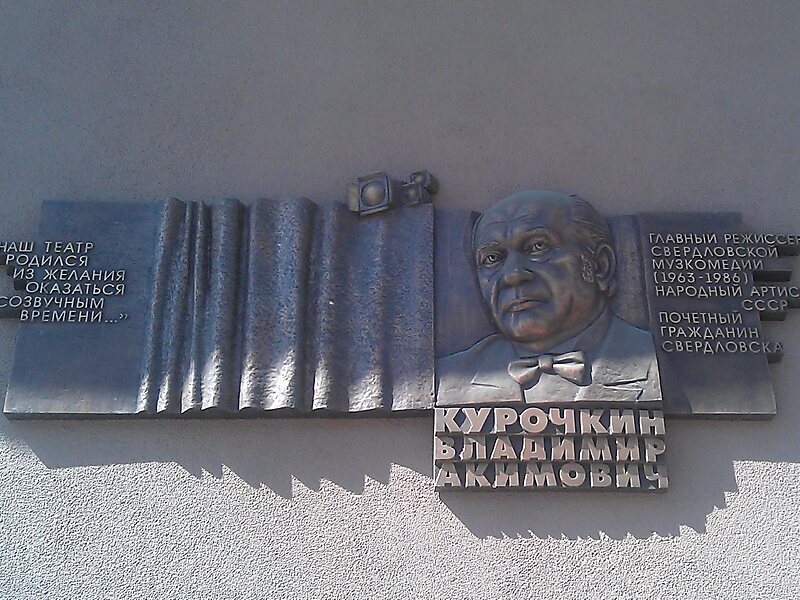 НАШ ТЕАТР
РОДИЛСЯ
ИЗ ЖЕЛАНИЯ
ОКАЗАТЬСЯ
СОЗВУЧНЫМ
ВРЕМЕНИ...”
ГЛАВНЫЙ РЕЖИССЕР
СВЕРДЛОВСКОЙ
МУЗКОМЕДИИ
(1963-1986)
НАРОДНЫЙ АРТИС
СССР
ПОЧЕТНЫЙ
ГРАЖДАНИН
СВЕРДЛОВСКА
КУРОЧКИН
ВЛАДИМИР
АКИМОВИЧ